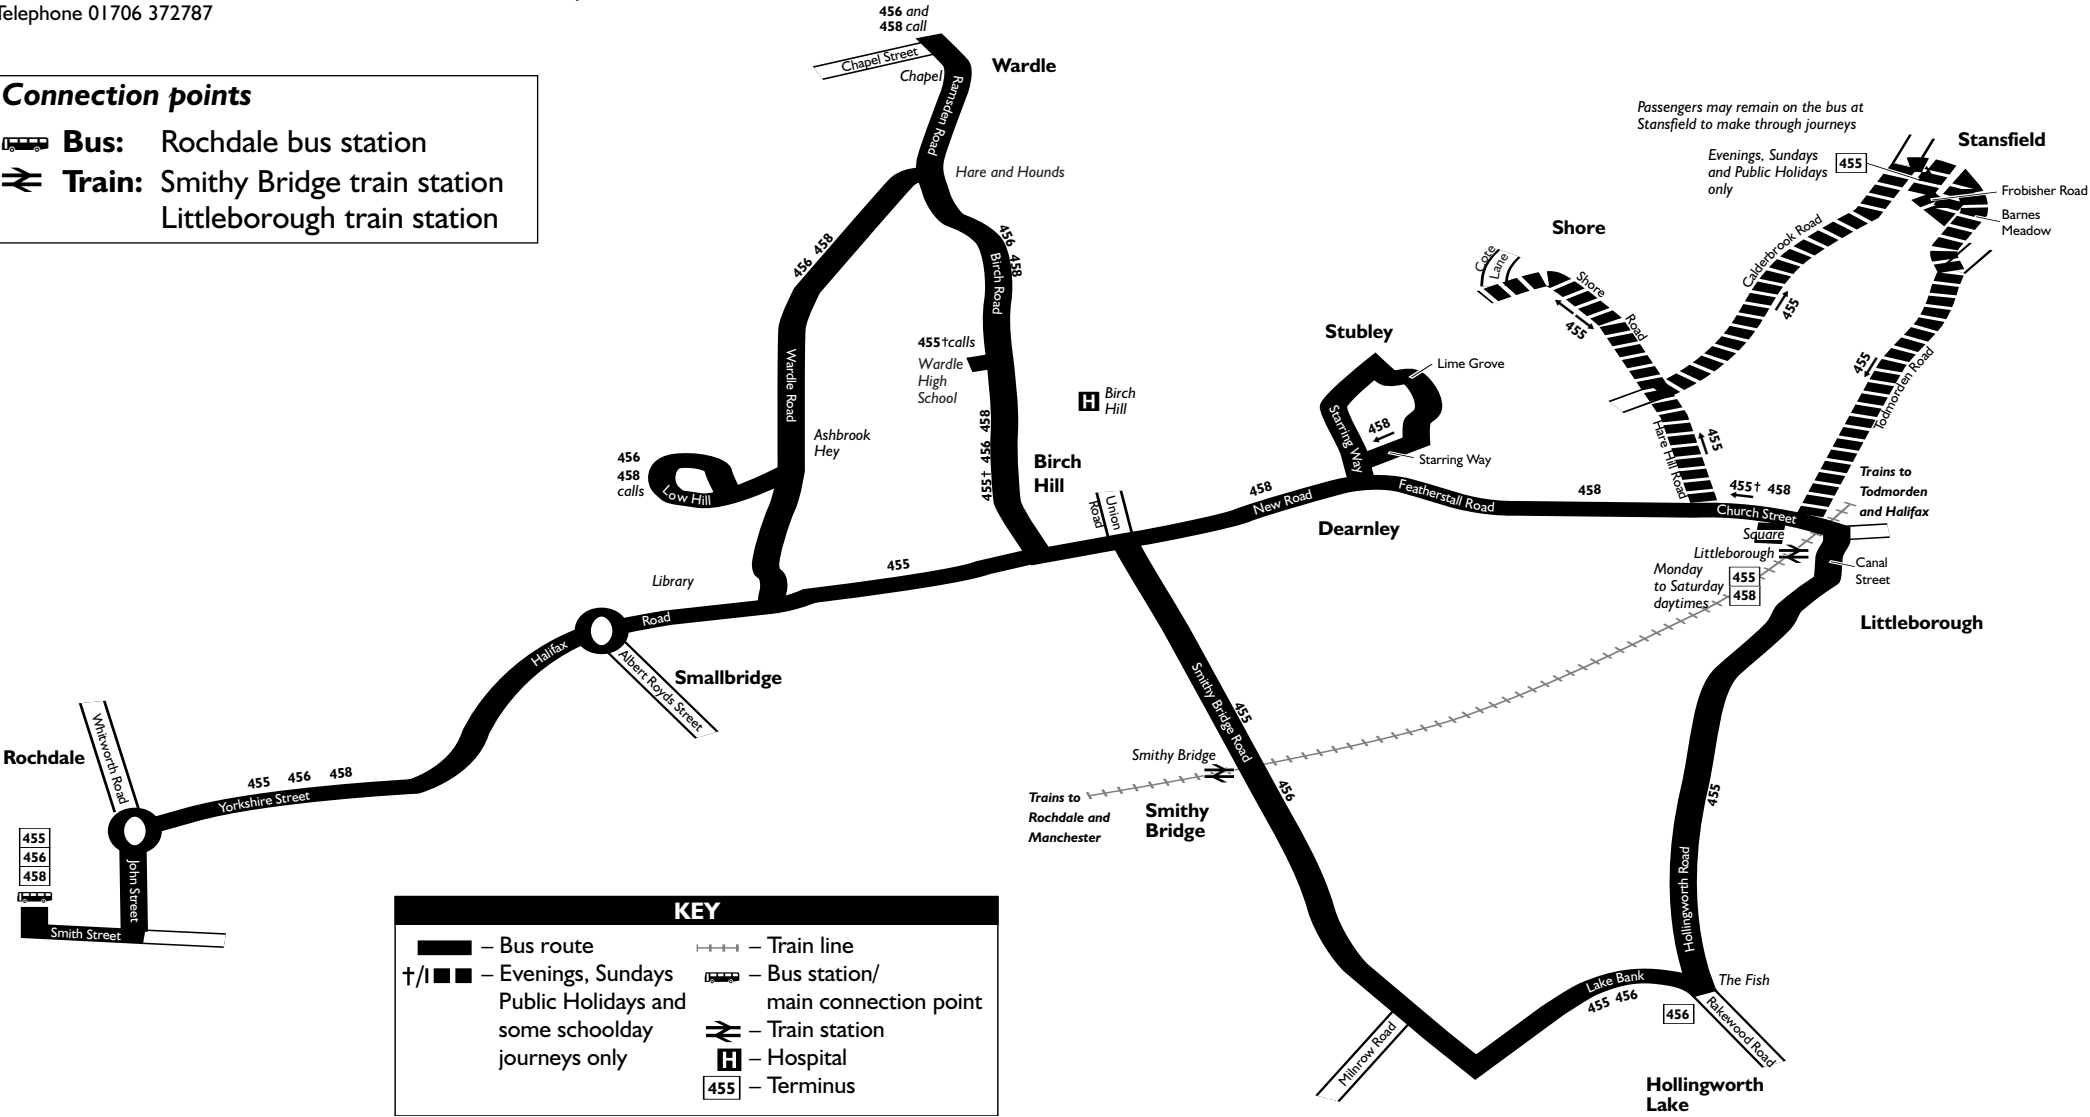 Telephone 01706 372787
Connection points
Bus: Rochdale bus station
Train: Smithy Bridge train station
Littleborough train station
456 and
458 call
Chapel Street
Chapel
Wardle
Ramsden Road
Hare and Hounds
456 458
456 458
Birch Road
Wardle Road
455† calls
Wardle
High
School
455† 456 458
H Birch
Hill
Birch
Hill
Ashbrook
Hey
456
458
calls
Low Hill
Library
455
Passengers may remain on the bus at
Stansfield to make through journeys
Stansfield
Evenings, Sundays
and Public Holidays
only
455
Frobisher Road
Barnes
Meadow
Shore
Cote
Lane
Shore
Road
455
Calderbrook Road
455
455
Todmorden Road
Hare Hill Road
455
Stubley
Lime Grove
Starring Way
458
Starring Way
Union
Road
458
New Road
Featherstall Road
458
Dearnley
455† 458
Church Street
Square
Trains to
Todmorden
and Halifax
Littleborough
Monday
to Saturday
daytimes
455
458
Canal
Street
Littleborough
Halifax
Road
Albert Royds Street
Smallbridge
Rochdale
Whitworth Road
455 456 458
Yorkshire Street
455
456
458
John Street
Smith Street
Smithy Bridge Road
455
456
Smithy Bridge
Trains to
Rochdale and
Manchester
Smithy
Bridge
455
Hollingworth Road
The Fish
Lake Bank
455 456
456
Rakewood Road
Milnrow Road
Hollingworth
Lake
KEY
– Bus route
†/ – Evenings, Sundays
Public Holidays and
some schoolday
journeys only
– Train line
– Bus station/
main connection point
– Train station
H – Hospital
455 – Terminus